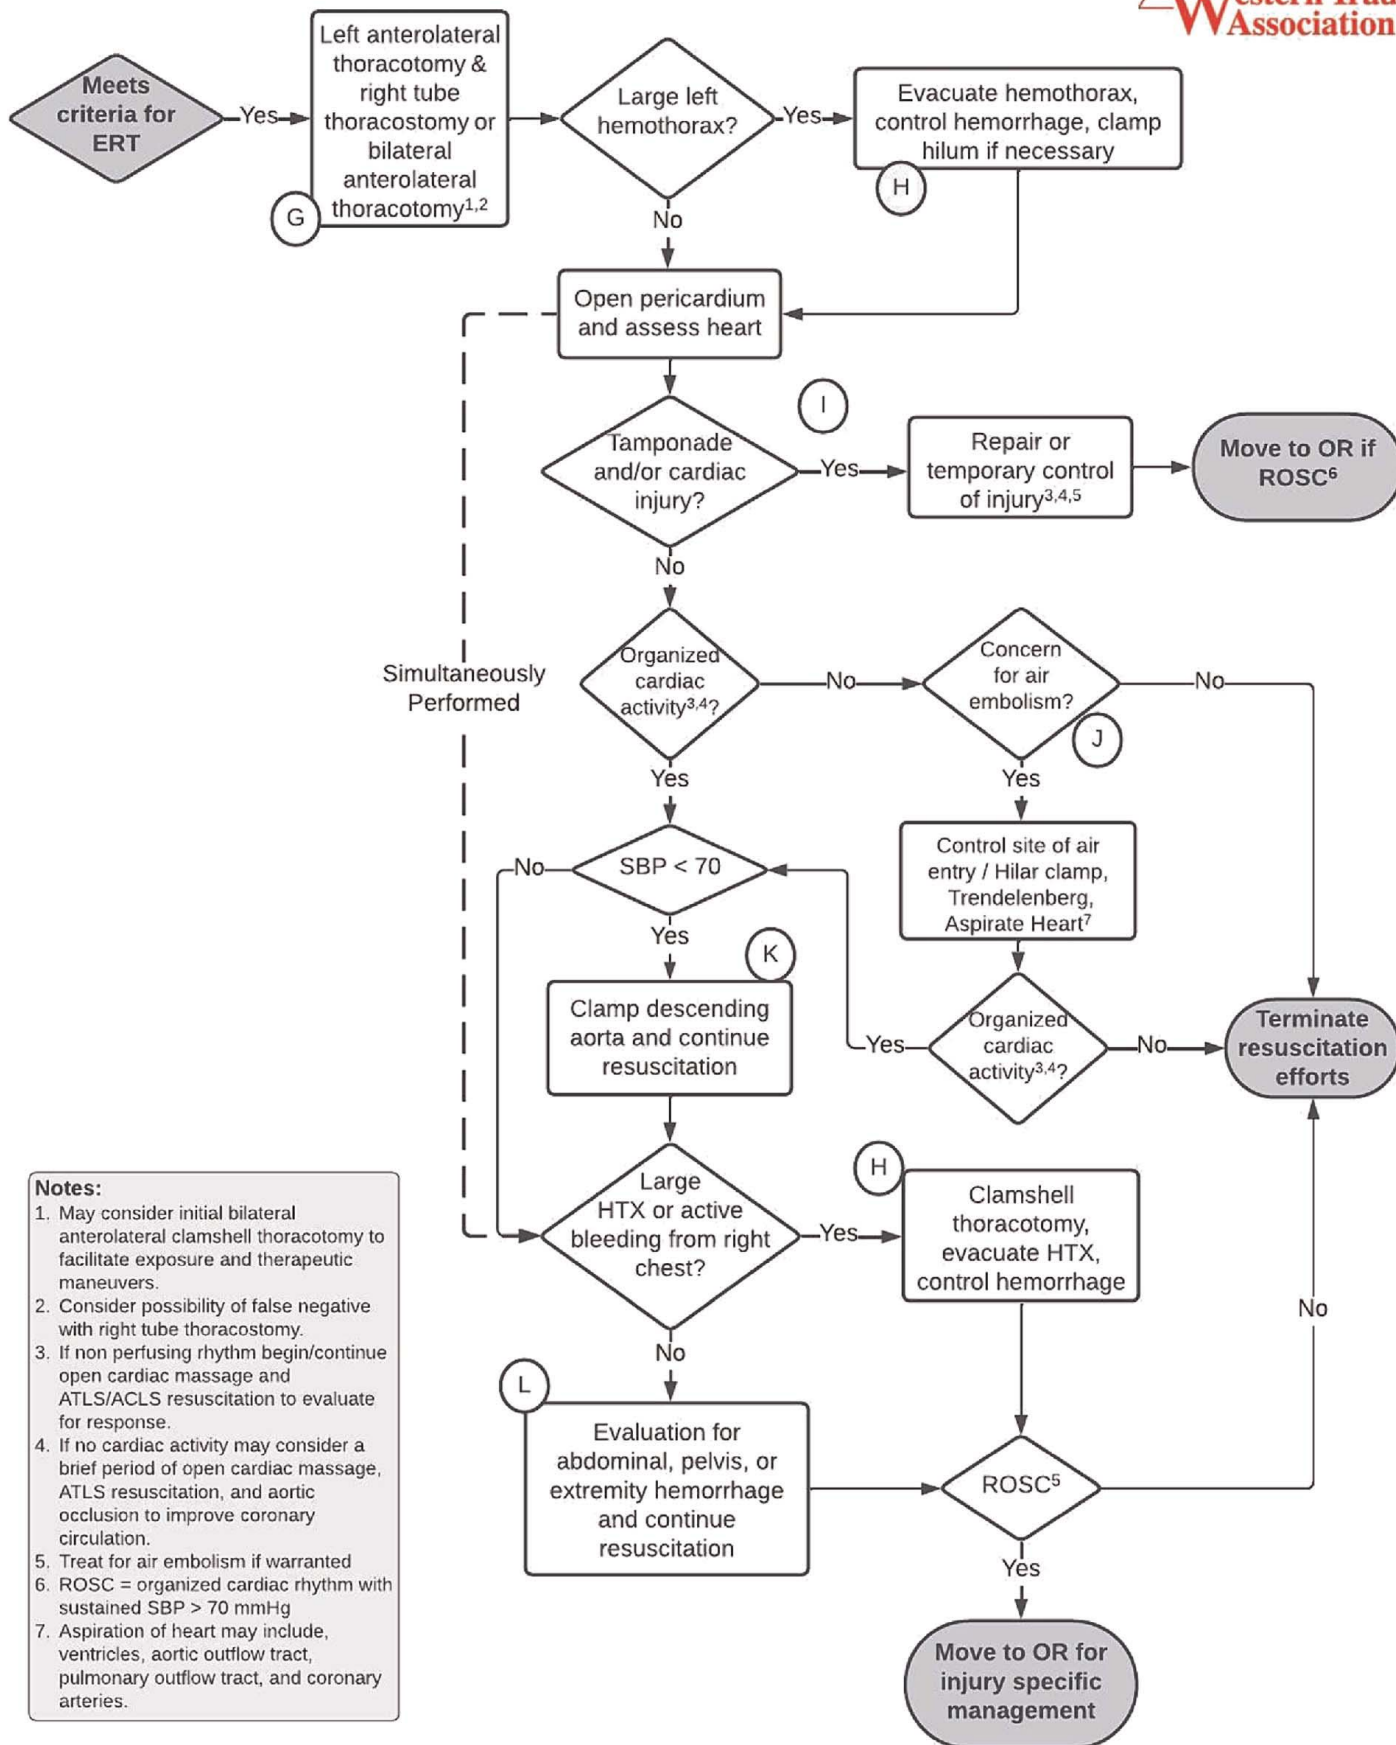 Association
Meets
criteria for
ERT
Yes
Left anterolateral
thoracotomy &
right tube
thoracostomy or
bilateral
anterolateral
thoracotomy1,2
G
Large left
hemothorax?
Yes
Evacuate hemothorax,
control hemorrhage, clamp
hilum if necessary
H
No
Open pericardium
and assess heart
I
Tamponade
and/or cardiac
injury?
Yes
Repair or
temporary control
of injury3,4,5
Move to OR if
ROSC6
No
Simultaneously
Performed
Organized
cardiac
activity3,4?
No
Concern
for air
embolism?
J
No
Yes
Yes
SBP < 70
No
Control site of air
entry / Hilar clamp,
Trendelenberg,
Aspirate Heart7
Yes
K
Clamp descending
aorta and continue
resuscitation
Yes
Organized
cardiac
activity3,4?
No
Terminate
resuscitation
efforts
Large
HTX or active
bleeding from right
chest?
Yes
H
Clamshell
thoracotomy,
evacuate HTX,
control hemorrhage
No
No
L
Evaluation for
abdominal, pelvis, or
extremity hemorrhage
and continue
resuscitation
ROSC5
Yes
Move to OR for
injury specific
management
Notes:
1. May consider initial bilateral
anterolateral clamshell thoracotomy to
facilitate exposure and therapeutic
maneuvers.
2. Consider possibility of false negative
with right tube thoracostomy.
3. If non perfusing rhythm begin/continue
open cardiac massage and
ATLS/ACLS resuscitation to evaluate
for response.
4. If no cardiac activity may consider a
brief period of open cardiac massage,
ATLS resuscitation, and aortic
occlusion to improve coronary
circulation.
5. Treat for air embolism if warranted
6. ROSC = organized cardiac rhythm with
sustained SBP > 70 mmHg
7. Aspiration of heart may include,
ventricles, aortic outflow tract,
pulmonary outflow tract, and coronary
arteries.